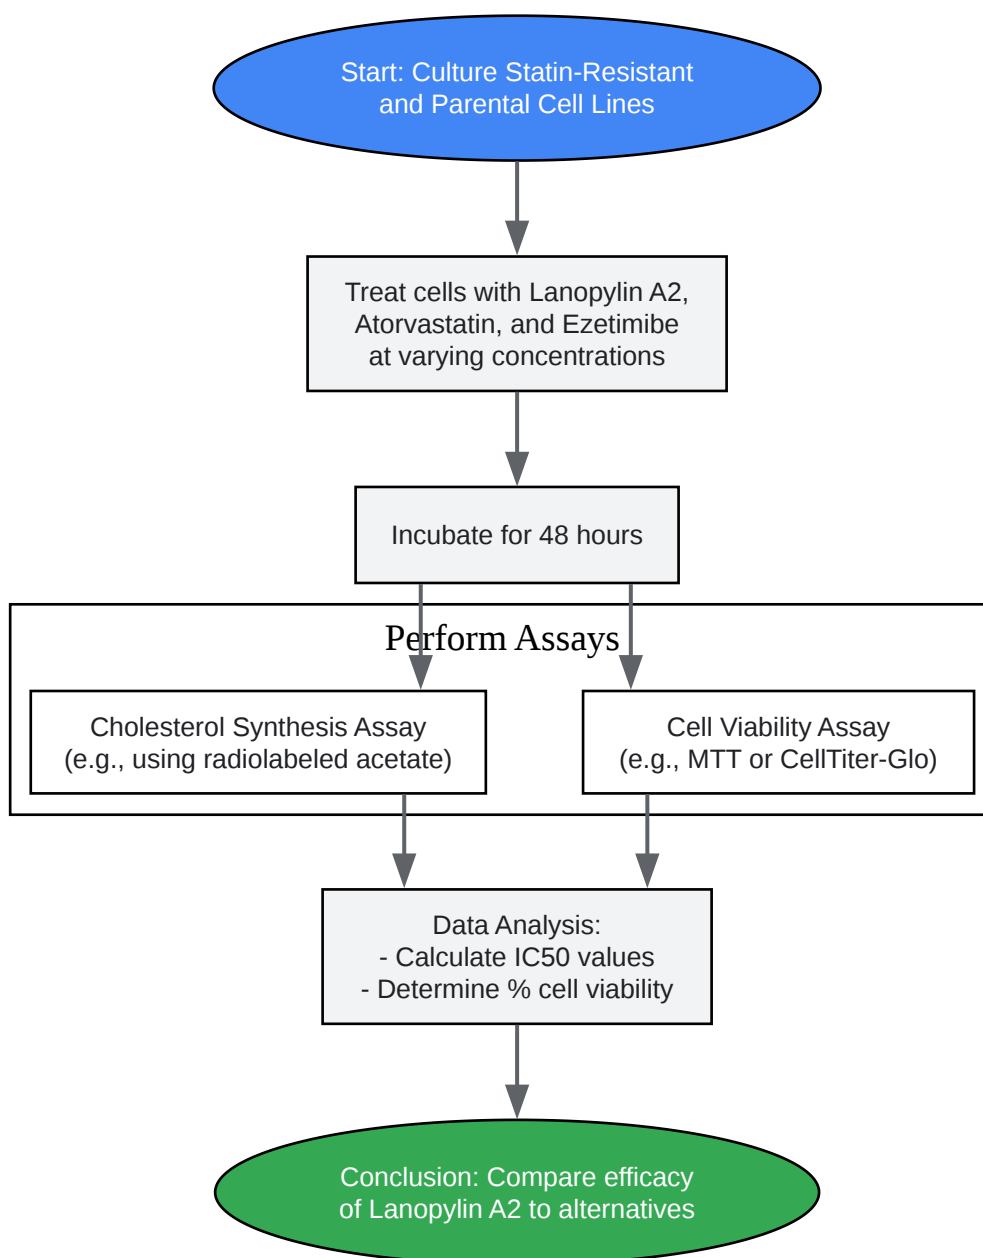 Start: Culture Statin-Resistant
and Parental Cell Lines
Treat cells with Lanopylin A2,
Atorvastatin, and Ezetimibe
at varying concentrations
Incubate for 48 hours
Perform Assays
Cholesterol Synthesis Assay
(e.g., using radiolabeled acetate)
Cell Viability Assay
(e.g., MTT or CellTiter-Glo)
Data Analysis:
- Calculate IC50 values
- Determine % cell viability
Conclusion: Compare efficacy
of Lanopylin A2 to alternatives